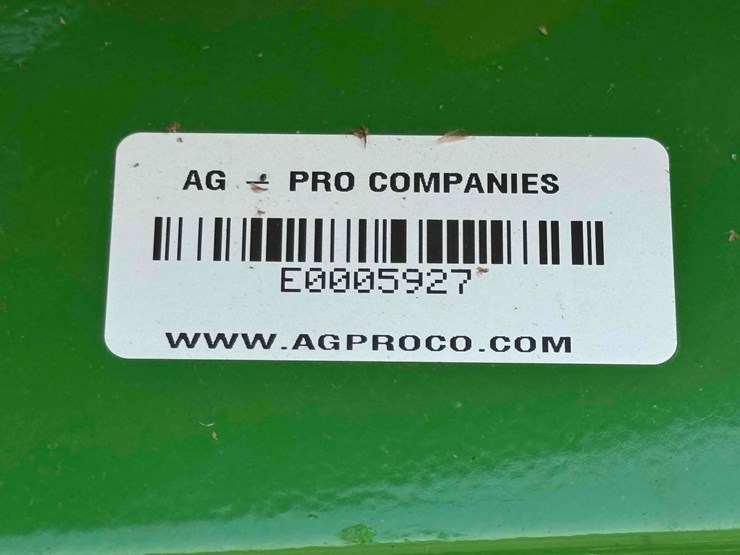 AG - PRO COMPANIES
E0005927
WWW.AGPROCO.COM